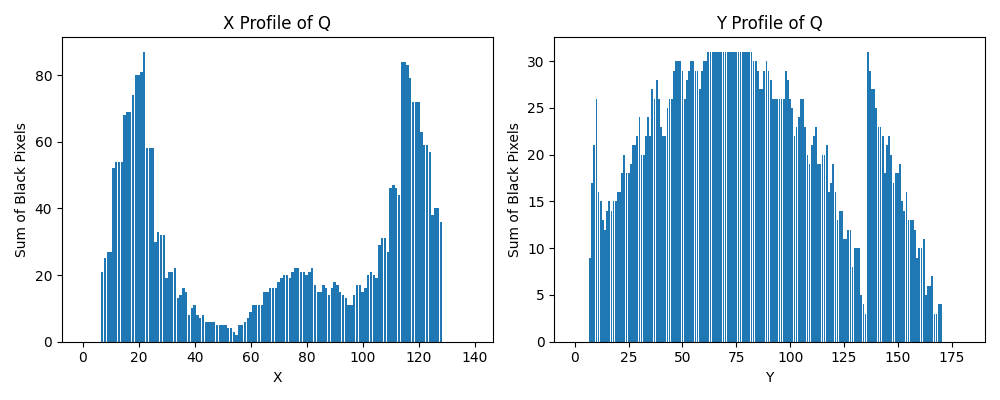 X Profile of Q
Y Profile of Q
Sum of Black Pixels
80
60
40
20
0
0 20 40 60 80 100 120 140
X
Sum of Black Pixels
30
25
20
15
10
5
0
0 25 50 75 100 125 150 175
Y